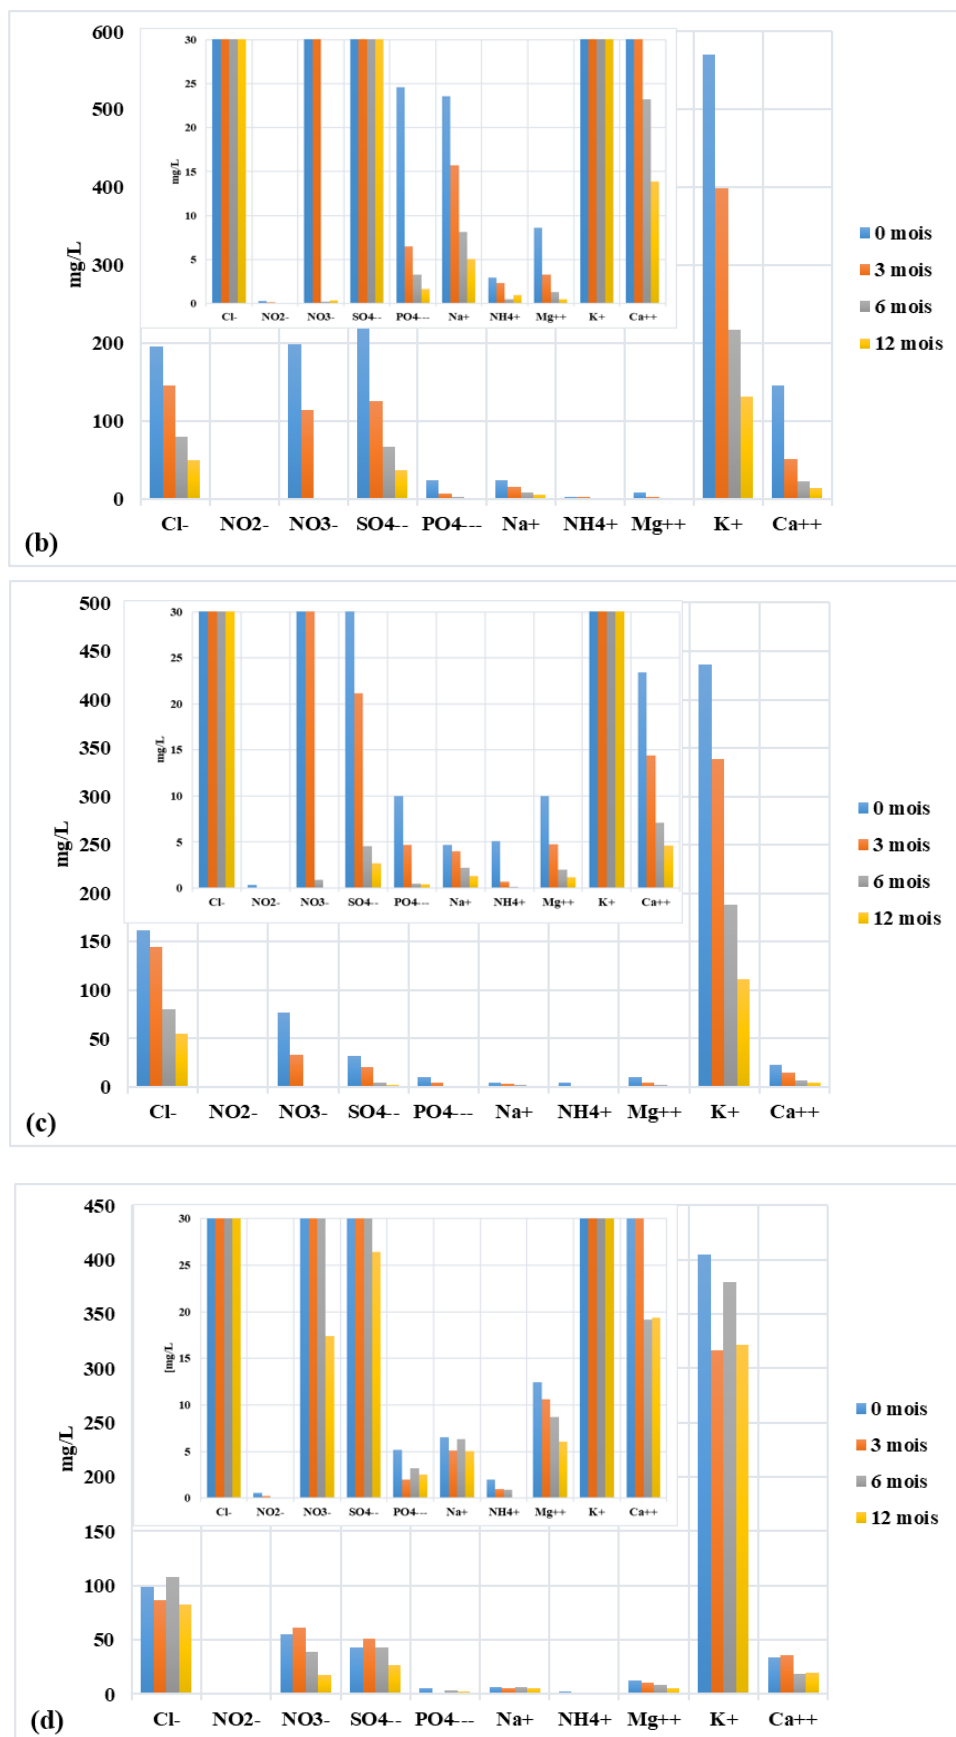 600
500
400
300
200
100
0
mg/L
30
25
20
15
10
5
0
mg/L
Cl- NO2- NO3- SO4-- PO4--- Na+ NH4+ Mg++ K+ Ca++
0 mois
3 mois
6 mois
12 mois
Cl- NO2- NO3- SO4-- PO4--- Na+ NH4+ Mg++ K+ Ca++
(b)
500
450
400
350
300
250
200
150
100
50
0
mg/L
30
25
20
15
10
5
0
mg/L
Cl- NO2- NO3- SO4-- PO4--- Na+ NH4+ Mg++ K+ Ca++
0 mois
3 mois
6 mois
12 mois
Cl- NO2- NO3- SO4-- PO4--- Na+ NH4+ Mg++ K+ Ca++
(c)
450
400
350
300
250
200
150
100
50
0
mg/L
30
25
20
15
10
5
0
[mg/L
Cl- NO2- NO3- SO4-- PO4--- Na+ NH4+ Mg++ K+ Ca++
0 mois
3 mois
6 mois
12 mois
Cl- NO2- NO3- SO4-- PO4--- Na+ NH4+ Mg++ K+ Ca++
(d)